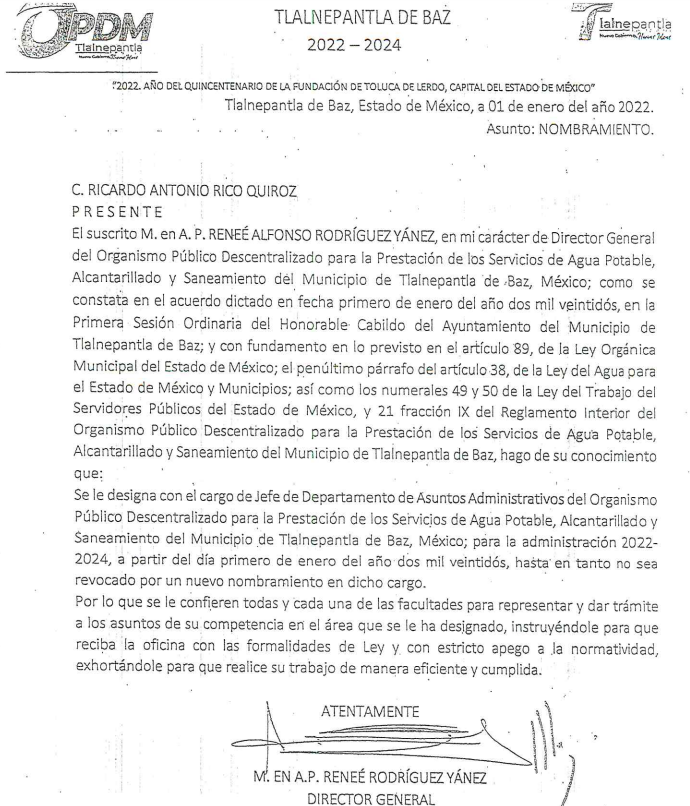 OPDM
Tlalnepantla
TLALNEPANTLA DE BAZ
2022 – 2024
Tlalnepantla
"2022. AÑO DEL QUINCENTENARIO DE LA FUNDACIÓN DE TOLUCA DE LERDO, CAPITAL DEL ESTADO DE MÉXICO"
Tlalnepantla de Baz, Estado de México, a 01 de enero del año 2022.
Asunto: NOMBRAMIENTO.
C. RICARDO ANTONIO RICO QUIROZ
P R E S E N T E
El suscrito M. en A. P. RENEÉ ALFONSO RODRÍGUEZ YÁNEZ, en mi carácter de Director General
del Organismo Público Descentralizado para la Prestación de los Servicios de Agua Potable,
Alcantarillado y Saneamiento del Municipio de Tlalnepantla de Baz, México; como se
constata en el acuerdo dictado en fecha primero de enero del año dos mil veintidós, en la
Primera Sesión Ordinaria del Honorable Cabildo del Ayuntamiento del Municipio de
Tlalnepantla de Baz; y con fundamento en lo previsto en el artículo 89, de la Ley Orgánica
Municipal del Estado de México; el penúltimo párrafo del artículo 38, de la Ley del Agua para
el Estado de México y Municipios; así como los numerales 49 y 50 de la Ley del Trabajo del
Servidores Públicos del Estado de México, y 21 fracción IX del Reglamento Interior del
Organismo Público Descentralizado para la Prestación de los Servicios de Agua Potable,
Alcantarillado y Saneamiento del Municipio de Tlalnepantla de Baz, hago de su conocimiento
que:
Se le designa con el cargo de Jefe de Departamento de Asuntos Administrativos del Organismo
Público Descentralizado para la Prestación de los Servicios de Agua Potable, Alcantarillado y
Saneamiento del Municipio de Tlalnepantla de Baz, México; para la administración 2022-
2024, a partir del día primero de enero del año dos mil veintidós, hasta en tanto no sea
revocado por un nuevo nombramiento en dicho cargo.
Por lo que se le confieren todas y cada una de las facultades para representar y dar trámite
a los asuntos de su competencia en el área que se le ha designado, instruyéndole para que
reciba la oficina con las formalidades de Ley y con estricto apego a la normatividad,
exhortándole para que realice su trabajo de manera eficiente y cumplida.
ATENTAMENTE
M. EN A.P. RENEÉ RODRÍGUEZ YÁNEZ
DIRECTOR GENERAL